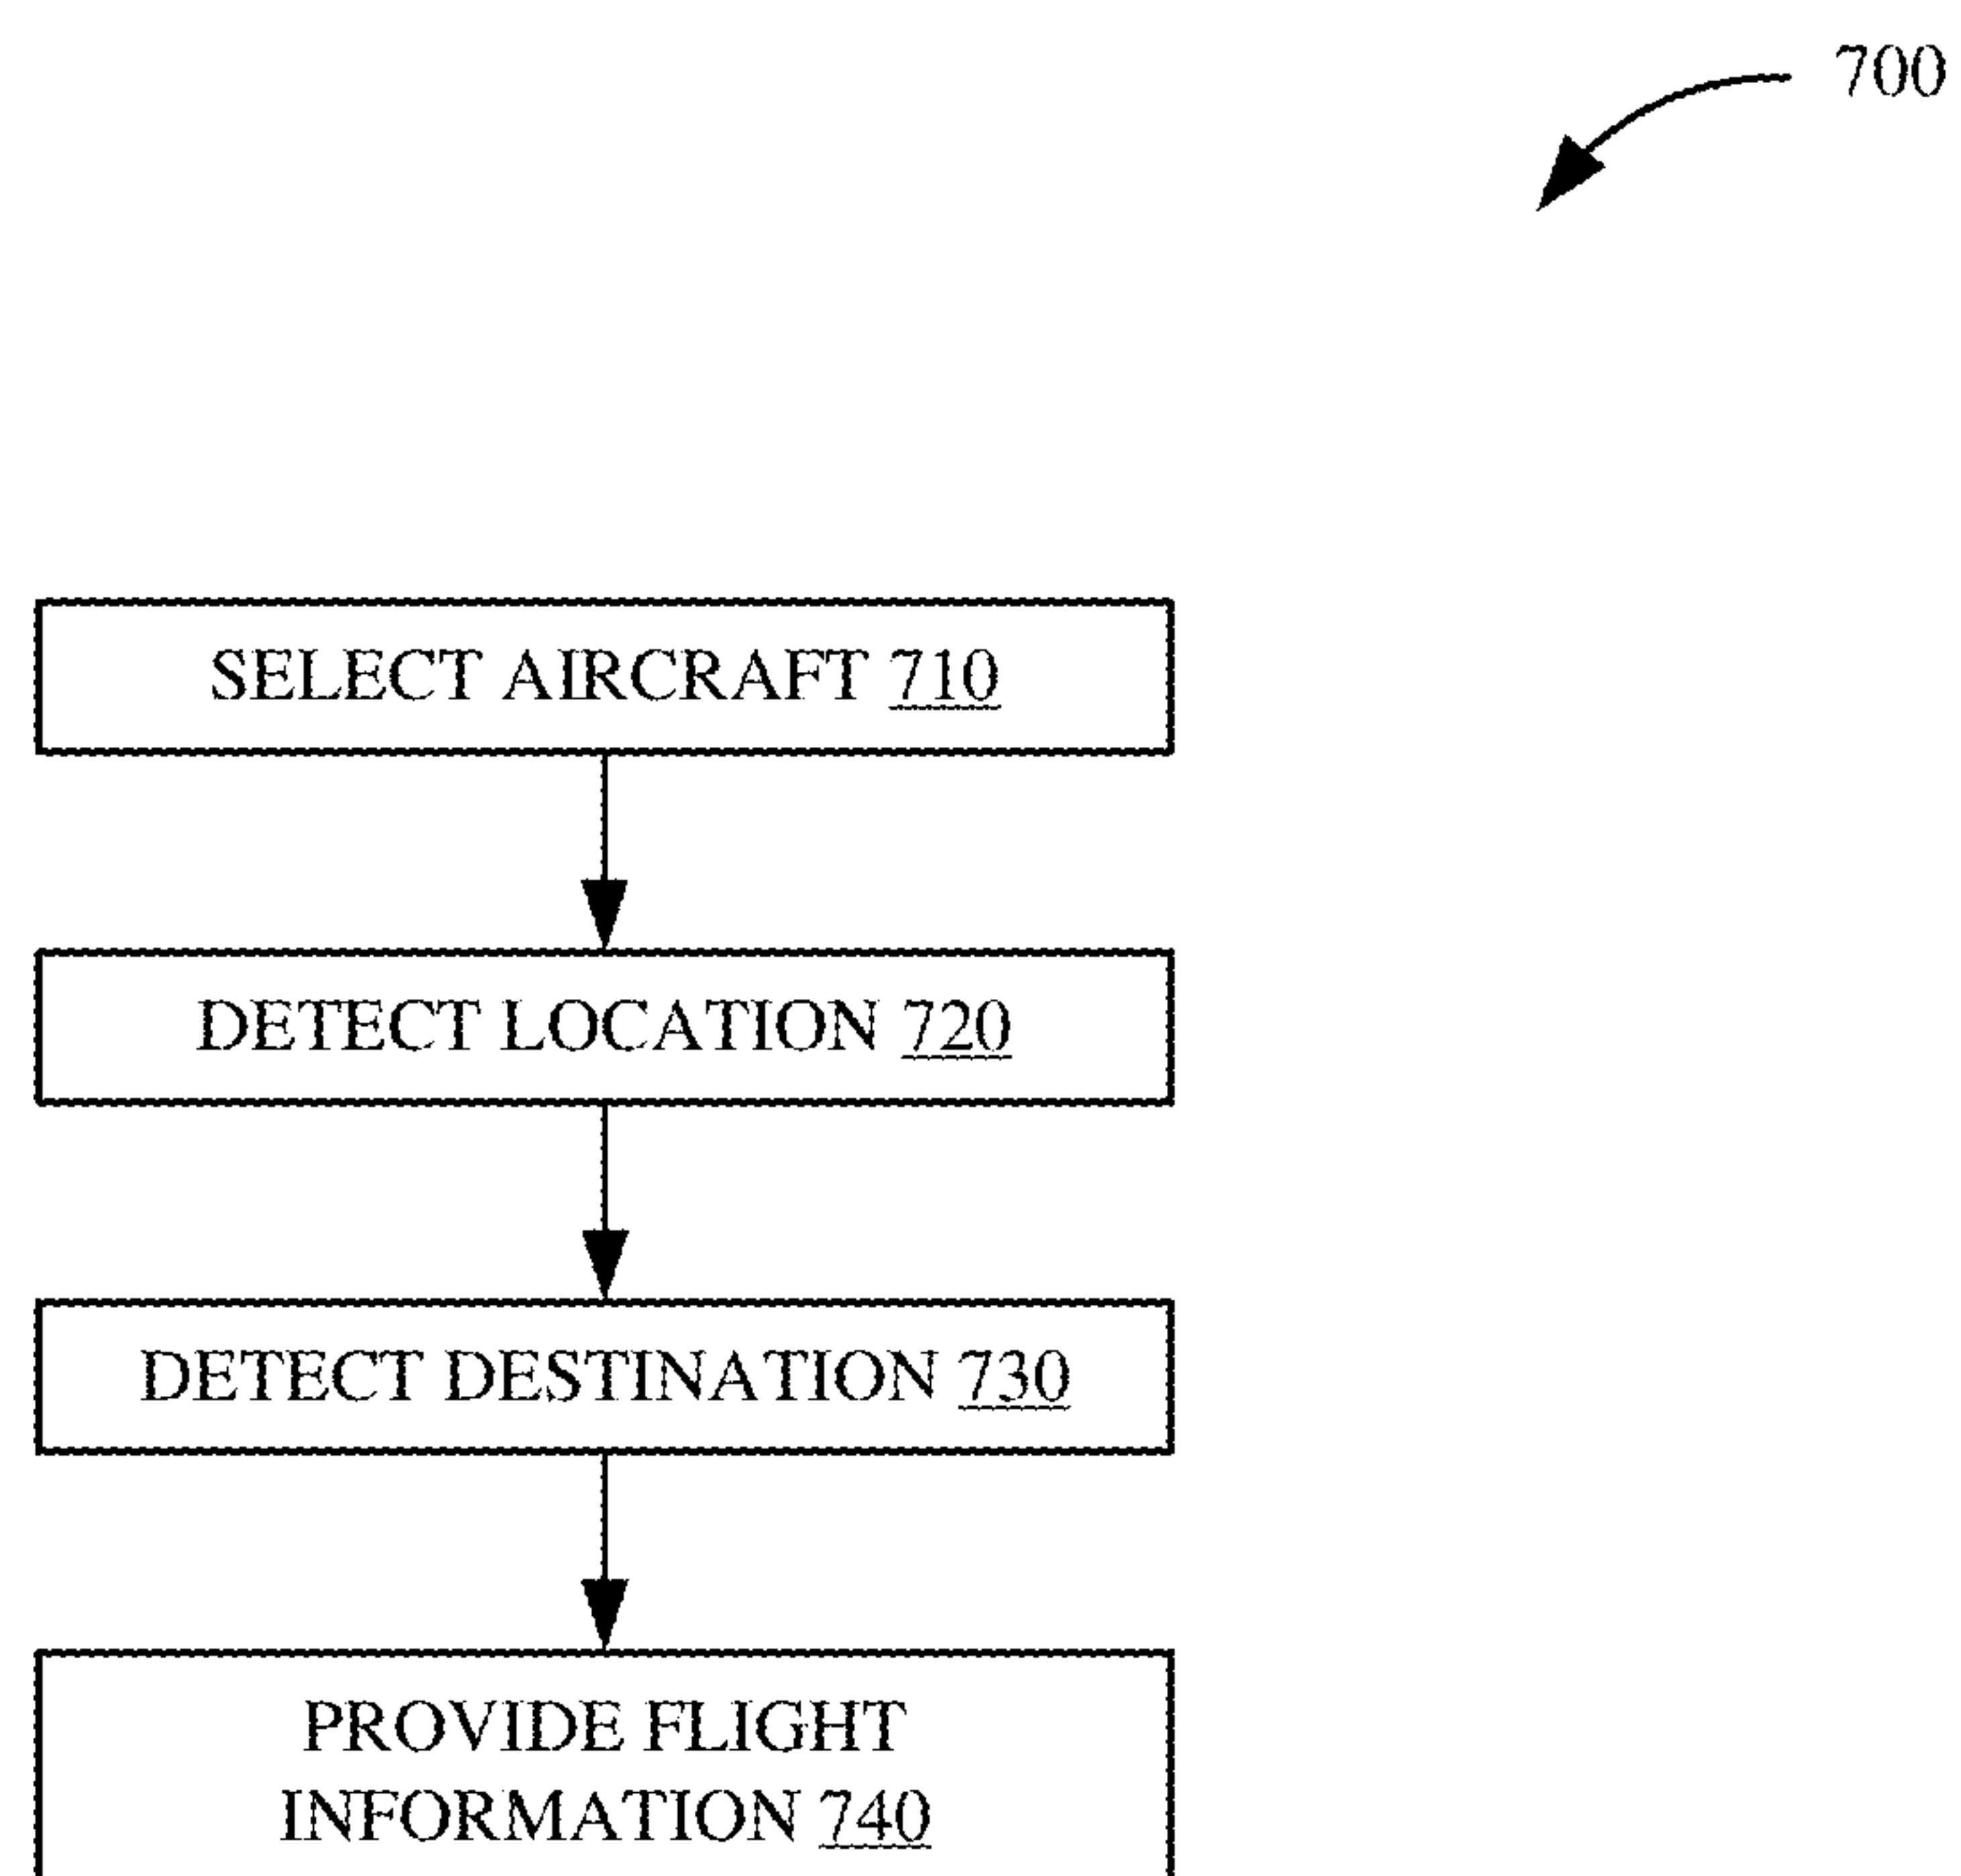 700
SELECT AIRCRAFT 710
DETECT LOCATION 720
DETECT DESTINATION 730
PROVIDE FLIGHT
INFORMATION 740